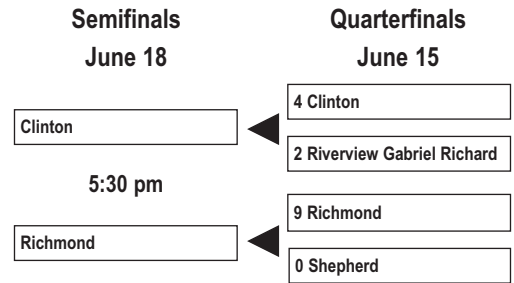 Semifinals
June 18
Quarterfinals
June 15
Clinton
4 Clinton
2 Riverview Gabriel Richard
5:30 pm
Richmond
9 Richmond
0 Shepherd